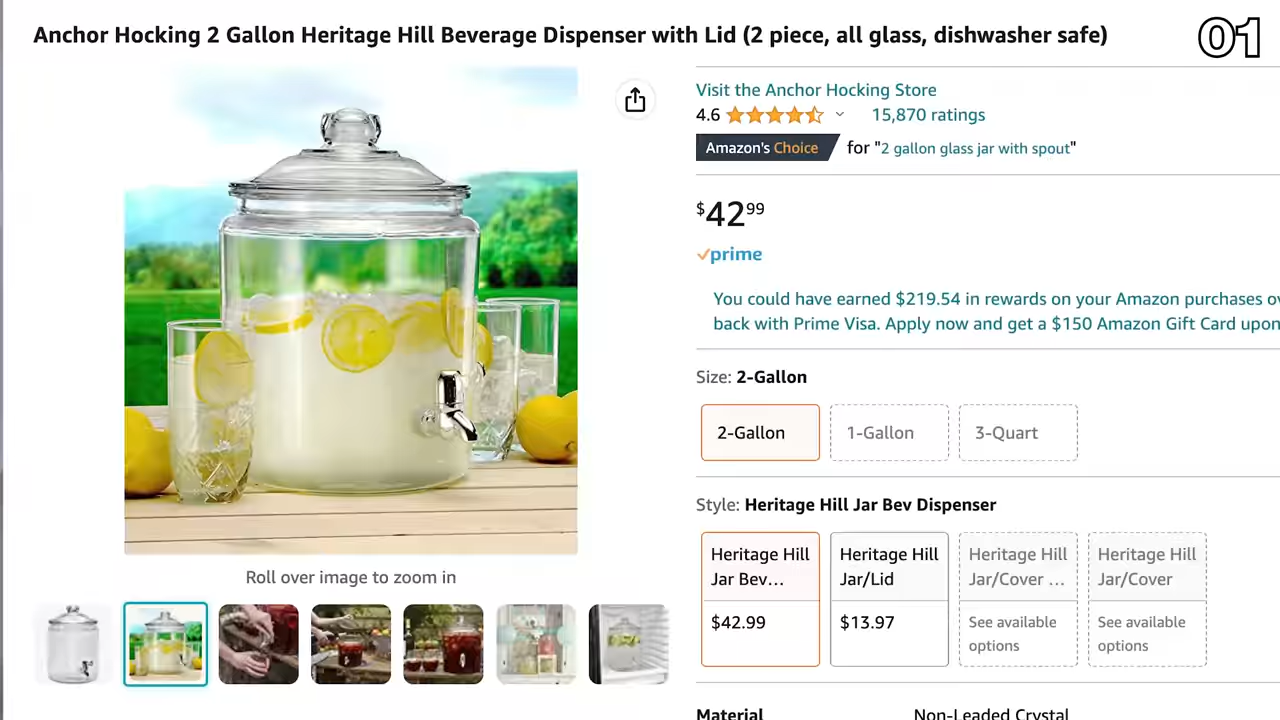 Anchor Hocking 2 Gallon Heritage Hill Beverage Dispenser with Lid (2 piece, all glass, dishwasher safe)
01
Visit the Anchor Hocking Store
4.6
15,870 ratings
Amazon's Choice for "2 gallon glass jar with spout"
$42.99
prime
You could have earned $219.54 in rewards on your Amazon purchases
back with Prime Visa. Apply now and get a $150 Amazon Gift Card upon
Size: 2-Gallon
2-Gallon
1-Gallon
3-Quart
Style: Heritage Hill Jar Bev Dispenser
Heritage Hill
Jar Bev...
$42.99
Heritage Hill
Jar/Lid
$13.97
Heritage Hill
Jar/Cover ...
See available
options
Heritage Hill
Jar/Cover
See available
options
Roll over image to zoom in
Material
Non-Leaded Crystal